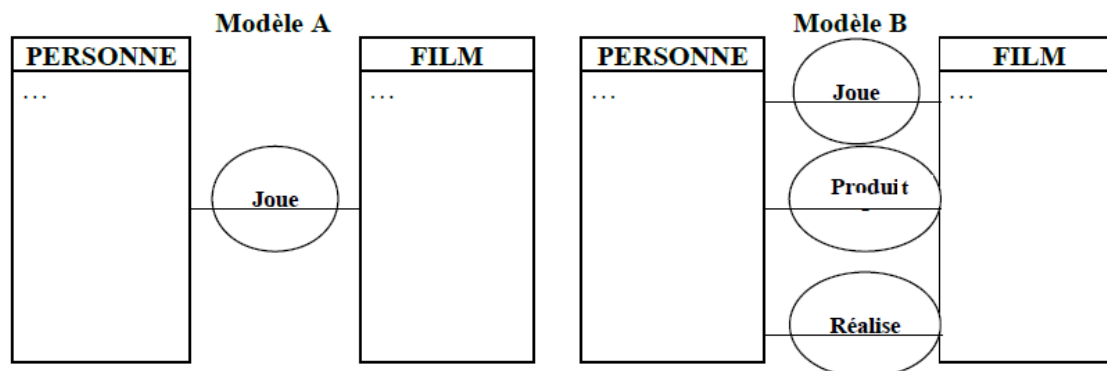 Modèle A
PERSONNE
FILM
...
...
Joue
Modèle B
PERSONNE
FILM
...
...
Joue
Produit
Réalise